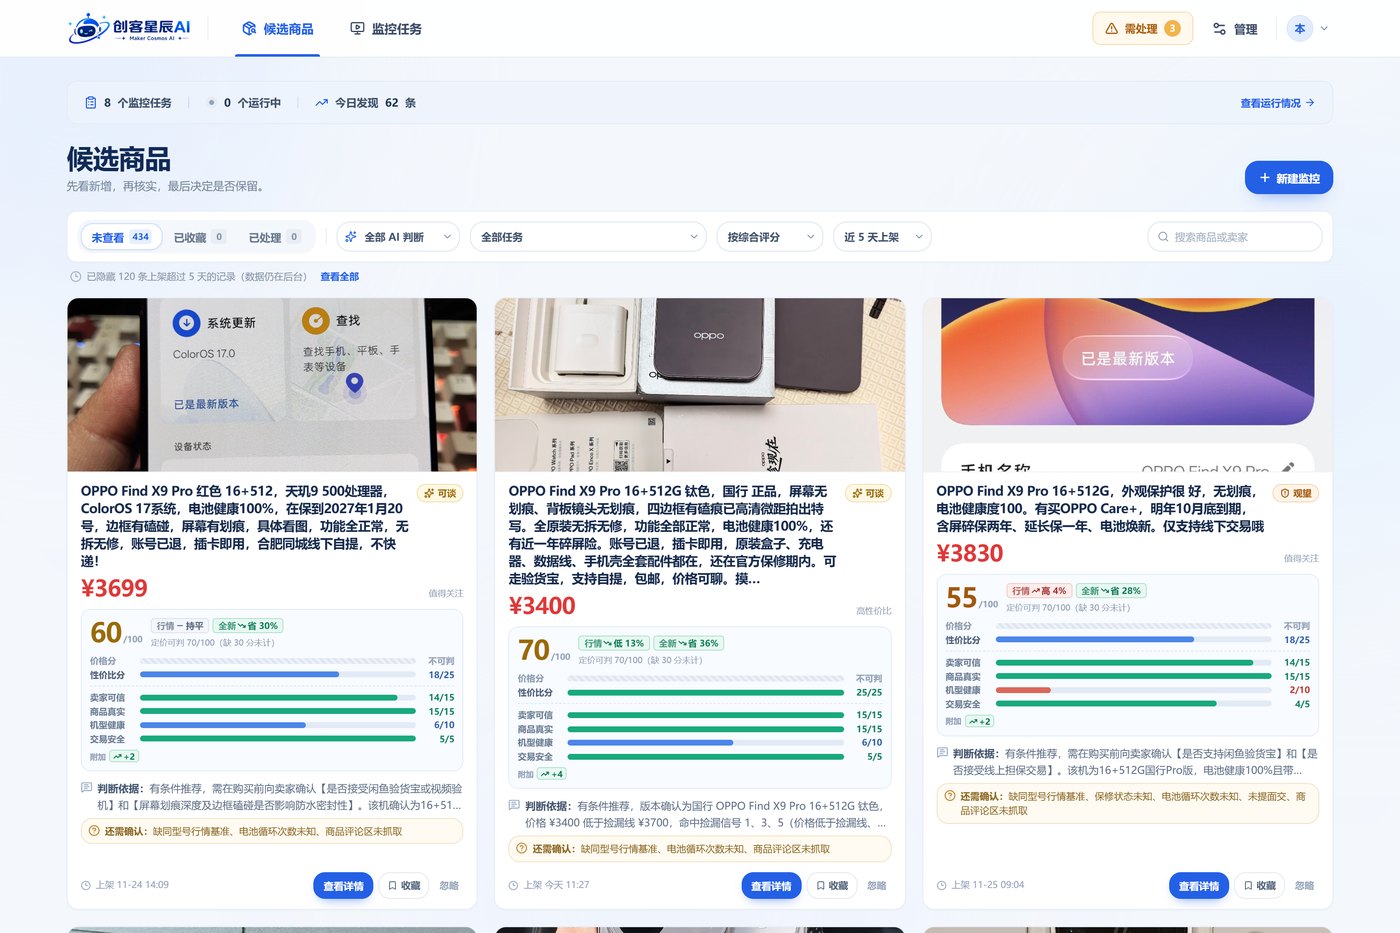 创客星辰AI
Maker Cosmos AI
候选商品
监控任务
需处理 3
管理
本
8 个监控任务
0 个运行中
今日发现 62 条
查看运行情况
候选商品
先看新增，再核实，最后决定是否保留。
新建监控
未查看 434
已收藏 0
已处理 0
全部 AI 判断
全部任务
按综合评分
近 5 天上架
搜索商品或卖家
已隐藏 120 条上架超过 5 天的记录（数据仍在后台） 查看全部
系统更新
ColorOS 17.0
已是最新版本
设备状态
查找
查找手机、平板、手
表等设备
OPPO Find X9 Pro 红色 16+512，天玑9 500处理器，
ColorOS 17系统，电池健康100%，在保到2027年1月20
号，边框有磕碰，屏幕有划痕，具体看图，功能全正常，无
拆无修，账号已退，插卡即用，合肥同城线下自提，不快
递！
可谈
¥3699
值得关注
60/100
行情 持平
全新 省 30%
定价可判 70/100（缺 30 分未计）
价格分 不可判
性价比分 18/25
卖家可信 14/15
商品真实 15/15
机型健康 6/10
交易安全 5/5
附加 +2
判断依据：有条件推荐，需在购买前向卖家确认【是否接受闲鱼验货宝或视频验
机】和【屏幕划痕深度及边框磕碰是否影响防水密封性】。该机确认为16+51...
还需确认：缺同型号行情基准、电池循环次数未知、商品评论区未抓取
上架 11-24 14:09
查看详情
收藏
忽略
oppo
OPPO Find X9 Pro 16+512G 钛色，国行 正品，屏幕无
划痕、背板镜头无划痕，四边框有磕痕已高清微距拍出特
写。全原装无拆无修，功能全部正常，电池健康100%，还
有近一年碎屏险。账号已退，插卡即用，原装盒子、充电
器、数据线、手机壳全套配件都在，还在官方保修期内。可
走验货宝，支持自提，包邮，价格可聊。摸...
可谈
¥3400
高性价比
70/100
行情 低 13%
全新 省 36%
定价可判 70/100（缺 30 分未计）
价格分 不可判
性价比分 25/25
卖家可信 15/15
商品真实 15/15
机型健康 6/10
交易安全 5/5
附加 +4
判断依据：有条件推荐，版本确认为国行 OPPO Find X9 Pro 16+512G 钛色，
价格 ¥3400 低于捡漏线 ¥3700，命中捡漏信号 1、3、5（价格低于捡漏线、...
还需确认：缺同型号行情基准、电池循环次数未知、商品评论区未抓取
上架 今天 11:27
查看详情
收藏
忽略
已是最新版本
手机名称
OPPO Find X9 Pro
OPPO Find X9 Pro 16+512G，外观保护很 好，无划痕，
电池健康度100。有买OPPO Care+，明年10月底到期，
含屏碎保两年、延长保一年、电池焕新。仅支持线下交易哦
观望
¥3830
值得关注
55/100
行情 高 4%
全新 省 28%
定价可判 70/100（缺 30 分未计）
价格分 不可判
性价比分 18/25
卖家可信 14/15
商品真实 15/15
机型健康 2/10
交易安全 4/5
附加 +2
判断依据：有条件推荐，需在购买前向卖家确认【是否支持闲鱼验货宝】和【是
否接受线上担保交易】。该机为16+512G国行Pro版，电池健康100%且带...
还需确认：缺同型号行情基准、保修状态未知、电池循环次数未知、未提面交、商
品评论区未抓取
上架 11-25 09:04
查看详情
收藏
忽略